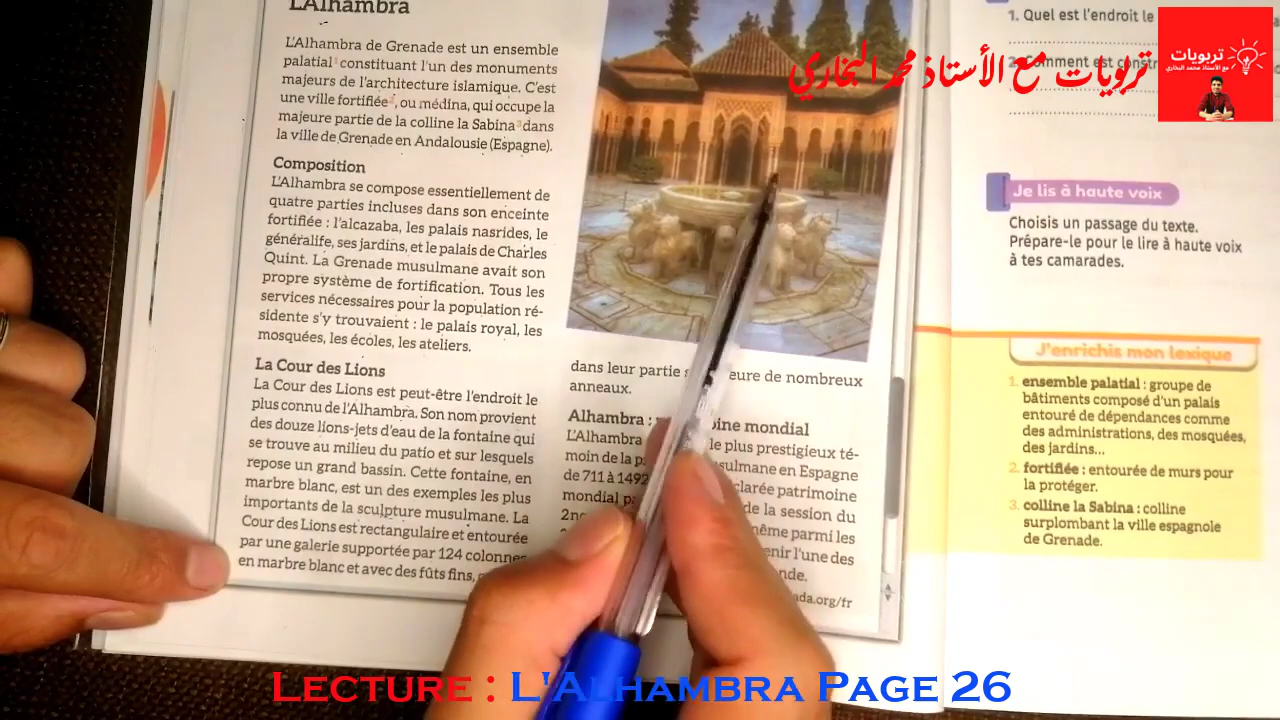 L'Alhambra
L'Alhambra de Grenade est un ensemble
palatial¹ constituant l'un des monuments
majeurs de l'architecture islamique. C'est
une ville fortifiée², ou médina, qui occupe la
majeure partie de la colline la Sabina³ dans
la ville de Grenade en Andalousie (Espagne).
Composition
L'Alhambra se compose essentiellement de
quatre parties incluses dans son enceinte
fortifiée : l'alcazaba, les palais nasrides, le
généralife, ses jardins, et le palais de Charles
Quint. La Grenade musulmane avait son
propre système de fortification. Tous les
services nécessaires pour la population ré-
sidente s'y trouvaient : le palais royal, les
mosquées, les écoles, les ateliers.
La Cour des Lions
La Cour des Lions est peut-être l'endroit le
plus connu de l'Alhambra. Son nom provient
des douze lions-jets d'eau de la fontaine qui
se trouve au milieu du patio et sur lesquels
repose un grand bassin. Cette fontaine, en
marbre blanc, est un des exemples les plus
importants de la sculpture musulmane. La
Cour des Lions est rectangulaire et entourée
par une galerie supportée par 124 colonnes
en marbre blanc et avec des fûts fins,
dans leur partie eure de nombreux
anneaux.
Alhambra : oine mondial
L'Alhambra le plus prestigieux té-
moin de la sulmane en Espagne
de 711 à 1492 clarée patrimoine
mondial de la session du
même parmi les
enir l'une des
nde.
ada.org/fr
1. Quel est l'endroit le
2. Comment est constr
Je lis à haute voix
Choisis un passage du texte.
Prépare-le pour le lire à haute voix
à tes camarades.
J'enrichis mon lexique
1. ensemble palatial : groupe de
bâtiments composé d'un palais
entouré de dépendances comme
des administrations, des mosquées,
des jardins...
2. fortifiée : entourée de murs pour
la protéger.
3. colline la Sabina : colline
surplombant la ville espagnole
de Grenade.
تربويات مع الأستاذ محمد البخاري
تربويات
مع الأستاذ محمد البخاري
Lecture : L'Alhambra Page 26